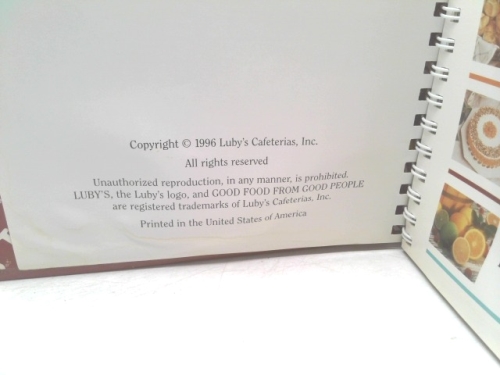 Copyright © 1996 Luby's Cafeterias, Inc.
All rights reserved
Unauthorized reproduction, in any manner, is prohibited.
LUBY'S, the Luby's logo, and GOOD FOOD FROM GOOD PEOPLE
are registered trademarks of Luby's Cafeterias, Inc.
Printed in the United States of America